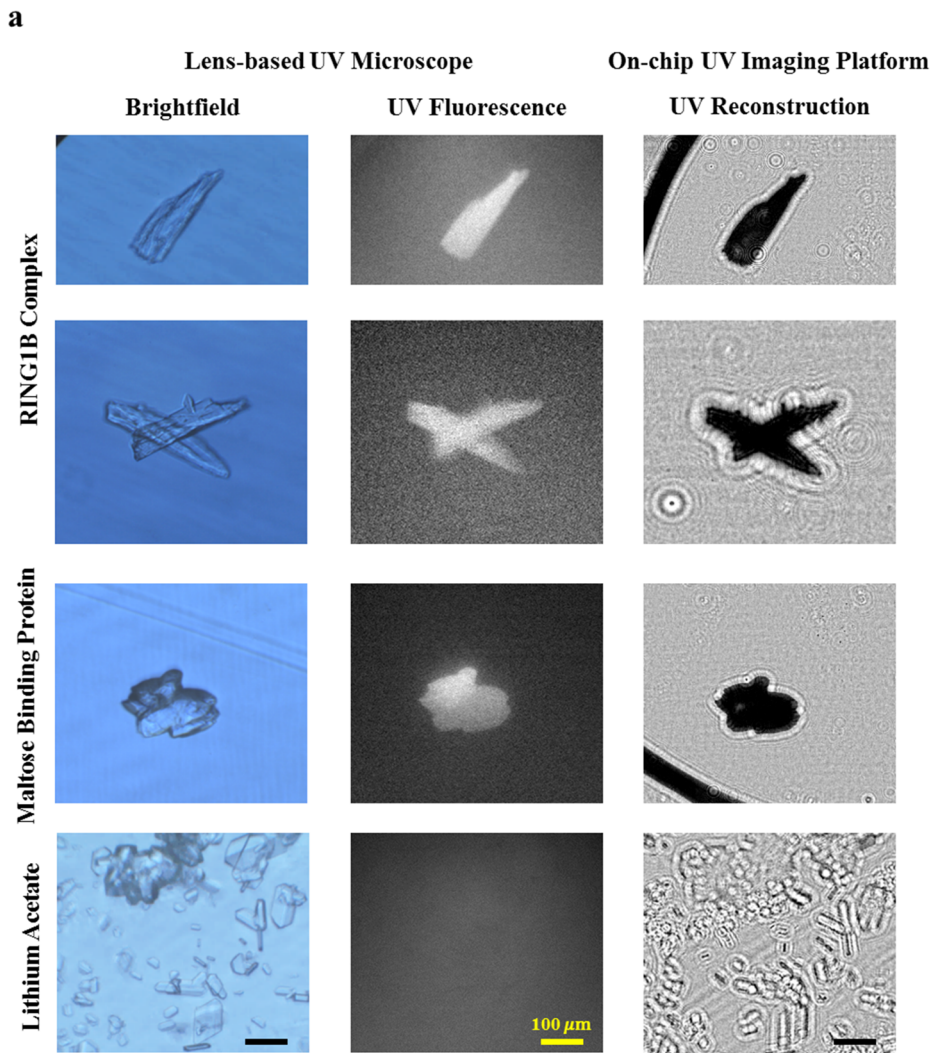 a
Lens-based UV Microscope
On-chip UV Imaging Platform
Brightfield
UV Fluorescence
UV Reconstruction
RING1B Complex
Maltose Binding Protein
Lithium Acetate
100 µm